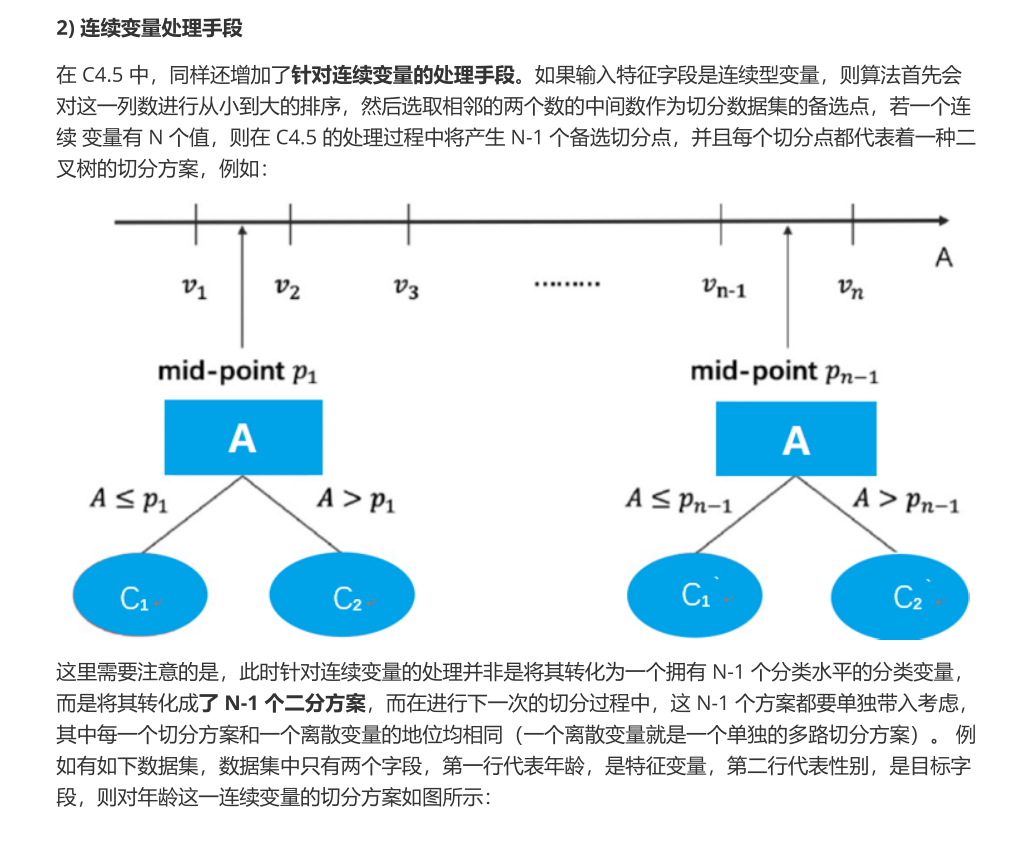 2) 连续变量处理手段
在 C4.5 中，同样还增加了针对连续变量的处理手段。如果输入特征字段是连续型变量，则算法首先会
对这一列数进行从小到大的排序，然后选取相邻的两个数的中间数作为切分数据集的备选点，若一个连
续 变量有 N 个值，则在 C4.5 的处理过程中将产生 N-1 个备选切分点，并且每个切分点都代表着一种二
叉树的切分方案，例如：
A
v₁ v₂ v₃ ……… vₙ₋₁ vₙ
mid-point p₁ mid-point pₙ₋₁
A A
A ≤ p₁ A > p₁ A ≤ pₙ₋₁ A > pₙ₋₁
C₁ C₂ C₁` C₂`
这里需要注意的是，此时针对连续变量的处理并非是将其转化为一个拥有 N-1 个分类水平的分类变量，
而是将其转化成了 N-1 个二分方案，而在进行下一次的切分过程中，这 N-1 个方案都要单独带入考虑，
其中每一个切分方案和一个离散变量的地位均相同（一个离散变量就是一个单独的多路切分方案）。 例
如有如下数据集，数据集中只有两个字段，第一行代表年龄，是特征变量，第二行代表性别，是目标字
段，则对年龄这一连续变量的切分方案如图所示：